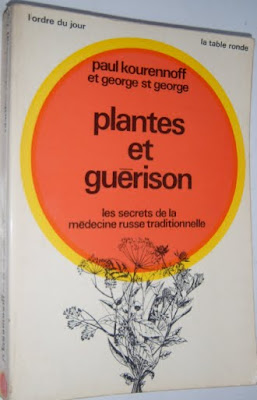 l'ordre du jour
la table ronde
paul kourennoff
et george st george
plantes
et
guérison
les secrets de la
médecine russe traditionnelle